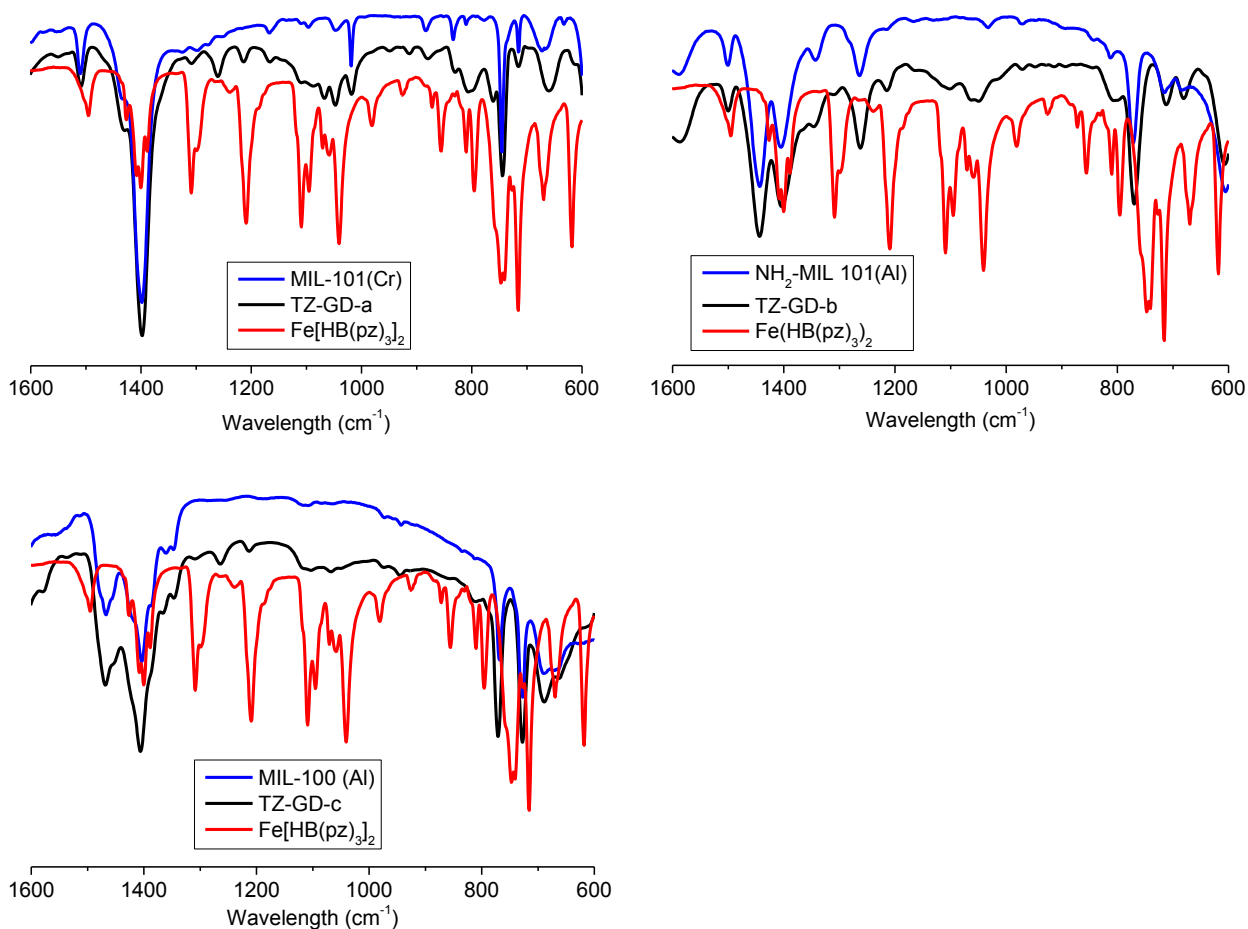 MIL-101(Cr)
TZ-GD-a
Fe[HB(pz)₃]₂
1600 1400 1200 1000 800 600
Wavelength (cm⁻¹)
NH₂-MIL 101(Al)
TZ-GD-b
Fe(HB(pz)₃)₂
1600 1400 1200 1000 800 600
Wavelength (cm⁻¹)
MIL-100 (Al)
TZ-GD-c
Fe[HB(pz)₃]₂
1600 1400 1200 1000 800 600
Wavelength (cm⁻¹)